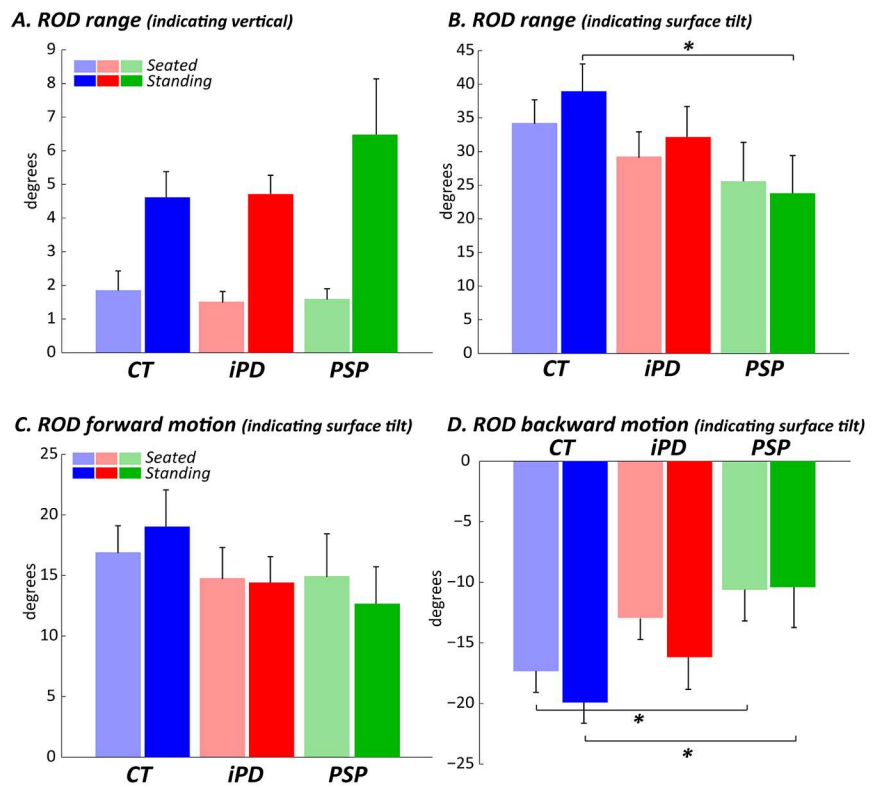 A. ROD range (indicating vertical)
9
8
7
6
5
4
3
2
1
0
degrees
Seated
Standing
CT iPD PSP
B. ROD range (indicating surface tilt)
45
40
35
30
25
20
15
10
5
0
degrees
*
CT iPD PSP
C. ROD forward motion (indicating surface tilt)
25
20
15
10
5
0
degrees
Seated
Standing
CT iPD PSP
D. ROD backward motion (indicating surface tilt)
CT iPD PSP
0
−5
−10
−15
−20
−25
degrees
*
*